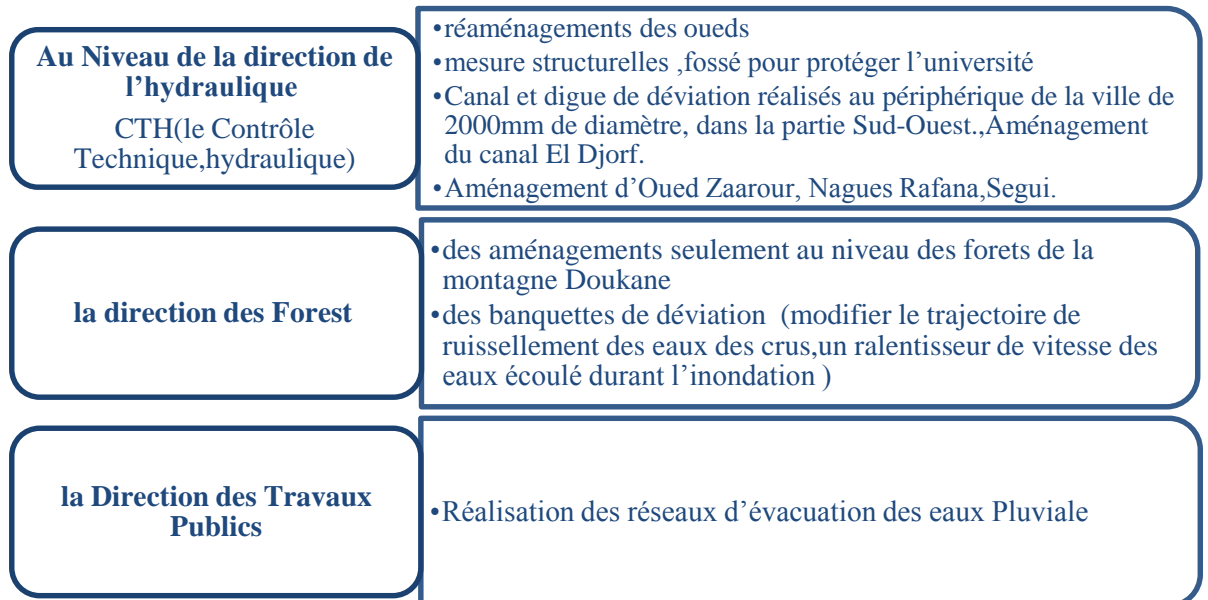 Au Niveau de la direction de
l'hydraulique
CTH(le Contrôle
Technique,hydraulique)
•réaménagements des oueds
•mesure structurelles ,fossé pour protéger l'université
•Canal et digue de déviation réalisés au périphérique de la ville de
2000mm de diamètre, dans la partie Sud-Ouest.,Aménagement
du canal El Djorf.
•Aménagement d'Oued Zaarour, Nagues Rafana,Segui.
la direction des Forest
•des aménagements seulement au niveau des forets de la
montagne Doukane
•des banquettes de déviation (modifier le trajectoire de
ruissellement des eaux des crus,un ralentisseur de vitesse des
eaux écoulé durant l'inondation )
la Direction des Travaux
Publics
•Réalisation des réseaux d'évacuation des eaux Pluviale